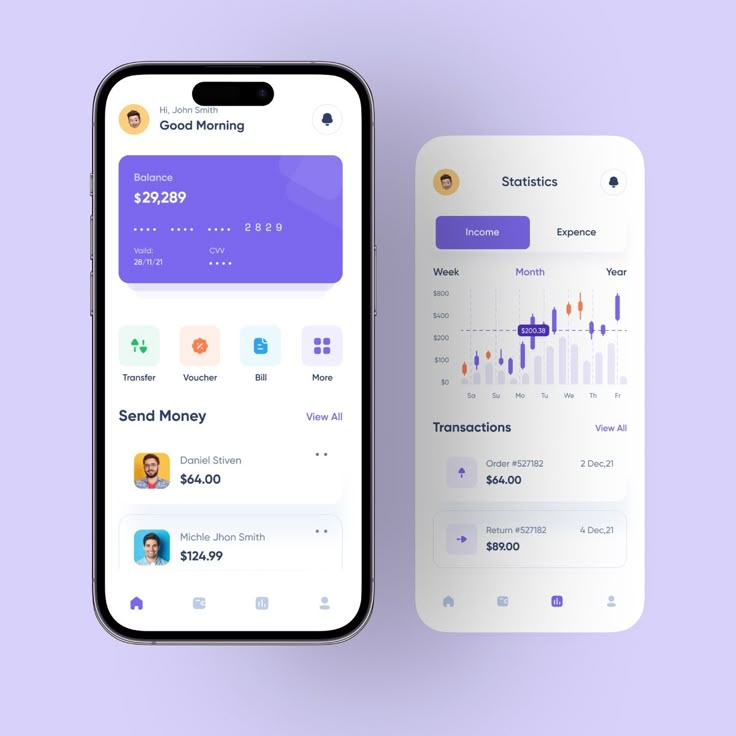 Hi, John Smith
Good Morning
Balance
$29,289
•••• •••• •••• 2829
Vaild:
CVV
28/11/21
••••
Transfer
Voucher
Bill
More
Send Money
View All
Daniel Stiven
$64.00
Michle Jhon Smith
$124.99
Statistics
Income
Expence
Week
Month
Year
$800
$400
$200
$100
$0
$200.38
Sa
Su
Mo
Tu
We
Th
Fr
Transactions
View All
Order #527182
2 Dec,21
$64.00
Return #527182
4 Dec,21
$89.00